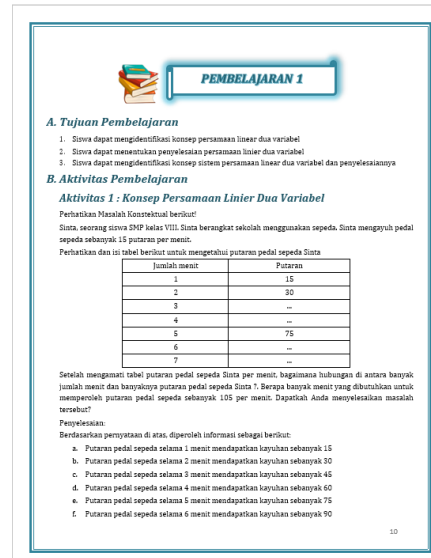 PEMBELAJARAN 1
A. Tujuan Pembelajaran
1. Siswa dapat mengidentifikasi konsep persamaan linear dua variabel
2. Siswa dapat menentukan penyelesaian persamaan linier dua variabel
3. Siswa dapat mengidentifikasi konsep sistem persamaan linear dua variabel dan penyelesaiannya
B. Aktivitas Pembelajaran
Aktivitas 1 : Konsep Persamaan Linier Dua Variabel
Perhatikan Masalah Konstektual berikut!
Sinta, seorang siswa SMP kelas VIII. Sinta berangkat sekolah menggunakan sepeda. Sinta mengayuh pedal
sepeda sebanyak 15 putaran per menit.
Perhatikan dan isi tabel berikut untuk mengetahui putaran pedal sepeda Sinta
Jumlah menit Putaran
1 15
2 30
3 ...
4 ...
5 75
6 ...
7 ...
Setelah mengamati tabel putaran pedal sepeda Sinta per menit, bagaimana hubungan di antara banyak
jumlah menit dan banyaknya putaran pedal sepeda Sinta ?. Berapa banyak menit yang dibutuhkan untuk
memperoleh putaran pedal sepeda sebanyak 105 per menit. Dapatkah Anda menyelesaikan masalah
tersebut?
Penyelesaian:
Berdasarkan pernyataan di atas, diperoleh informasi sebagai berikut:
a. Putaran pedal sepeda selama 1 menit mendapatkan kayuhan sebanyak 15
b. Putaran pedal sepeda selama 2 menit mendapatkan kayuhan sebanyak 30
c. Putaran pedal sepeda selama 3 menit mendapatkan kayuhan sebanyak 45
d. Putaran pedal sepeda selama 4 menit mendapatkan kayuhan sebanyak 60
e. Putaran pedal sepeda selama 5 menit mendapatkan kayuhan sebanyak 75
f. Putaran pedal sepeda selama 6 menit mendapatkan kayuhan sebanyak 90
10